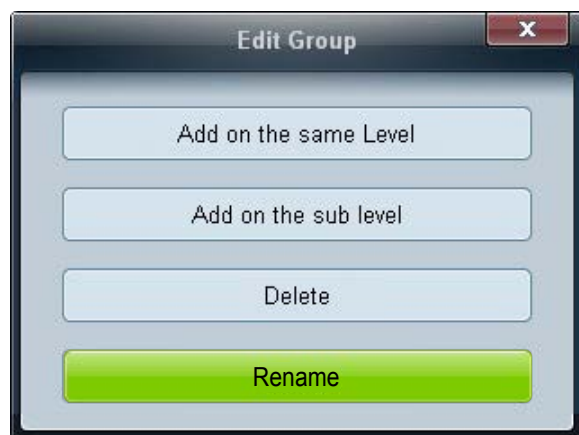 Edit Group
x
Add on the same Level
Add on the sub level
Delete
Rename